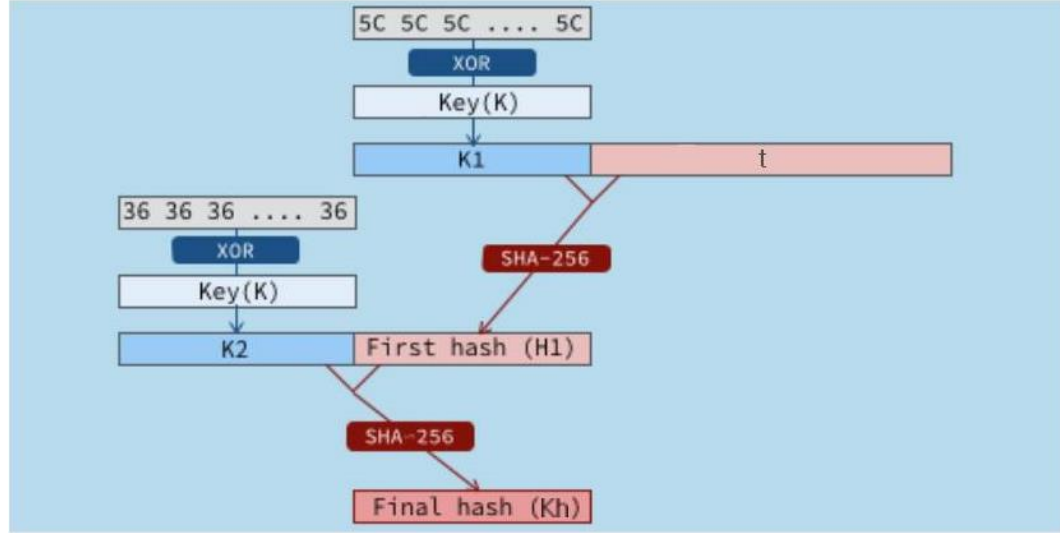 5C 5C 5C .... 5C
XOR
Key(K)
K1 t
36 36 36 .... 36
XOR
SHA-256
Key(K)
K2 First hash (H1)
SHA-256
Final hash (Kh)